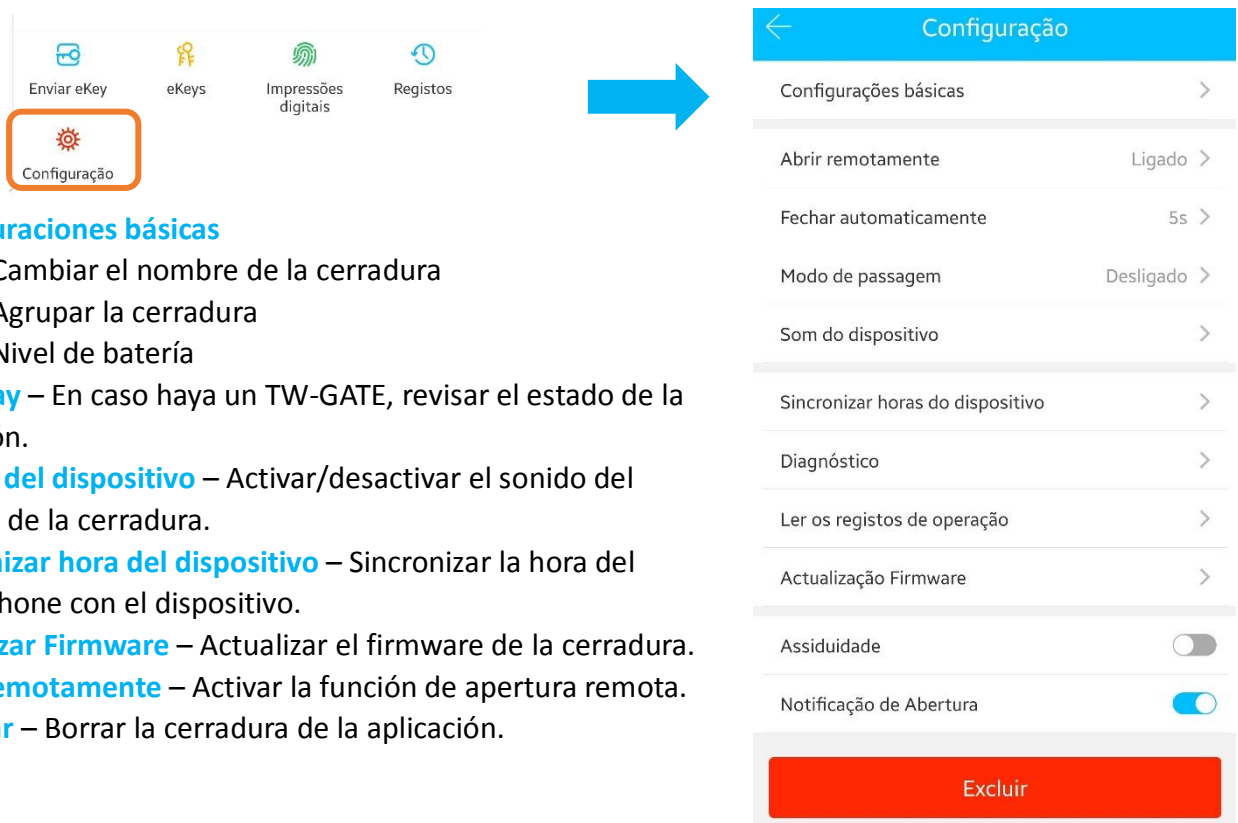 Enviar eKey
eKeys
Impressões
digitais
Registos
Configuração
uraciones básicas
Cambiar el nombre de la cerradura
Agrupar la cerradura
Nivel de batería
ay – En caso haya un TW-GATE, revisar el estado de la
ón.
del dispositivo – Activar/desactivar el sonido del
de la cerradura.
nizar hora del dispositivo – Sincronizar la hora del
hone con el dispositivo.
zar Firmware – Actualizar el firmware de la cerradura.
emotamente – Activar la función de apertura remota.
ar – Borrar la cerradura de la aplicación.
Configuração
Configurações básicas
Abrir remotamente Ligado
Fechar automaticamente 5s
Modo de passagem Desligado
Som do dispositivo
Sincronizar horas do dispositivo
Diagnóstico
Ler os registos de operação
Actualização Firmware
Assiduidade
Notificação de Abertura
Excluir